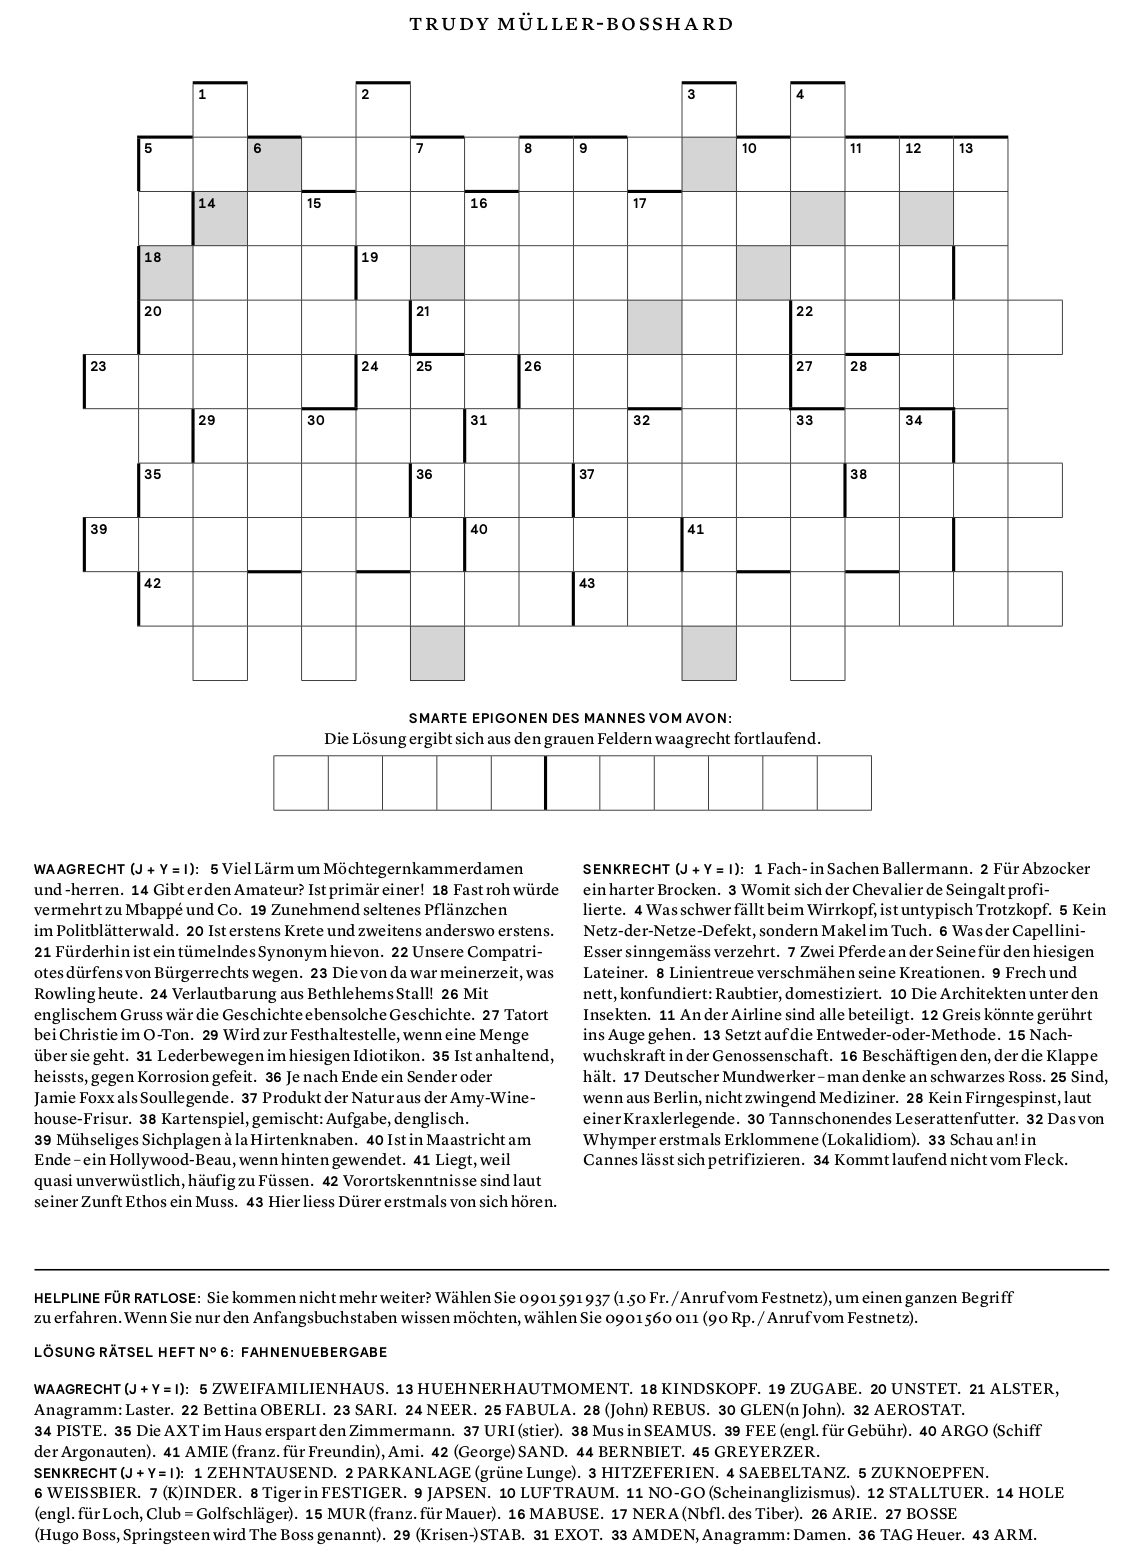 TRUDY MÜLLER-BOSSHARD
1 2 3 4
5 6 7 8 9 10 11 12 13
14 15 16 17
18 19
20 21 22
23 24 25 26 27 28
29 30 31 32 33 34
35 36 37 38
39 40 41
42 43
SMARTE EPIGONEN DES MANNES VOM AVON:
Die Lösung ergibt sich aus den grauen Feldern waagrecht fortlaufend.
WAAGRECHT (J + Y = I): 5 Viel Lärm um Möchtegernkammerdamen
und -herren. 14 Gibt er den Amateur? Ist primär einer! 18 Fast roh würde
vermehrt zu Mbappé und Co. 19 Zunehmend seltenes Pflänzchen
im Politblätterwald. 20 Ist erstens Krete und zweitens anderswo erstens.
21 Fürderhin ist ein tümelndes Synonym hievon. 22 Unsere Compatri-
otes dürfens von Bürgerrechts wegen. 23 Die von da war meinerzeit, was
Rowling heute. 24 Verlautbarung aus Bethlehems Stall! 26 Mit
englischem Gruss wär die Geschichte ebensolche Geschichte. 27 Tatort
bei Christie im O-Ton. 29 Wird zur Festhaltestelle, wenn eine Menge
über sie geht. 31 Lederbewegen im hiesigen Idiotikon. 35 Ist anhaltend,
heissts, gegen Korrosion gefeit. 36 Je nach Ende ein Sender oder
Jamie Foxx als Soullegende. 37 Produkt der Natur aus der Amy-Wine-
house-Frisur. 38 Kartenspiel, gemischt: Aufgabe, denglisch.
39 Mühseliges Sichplagen à la Hirtenknaben. 40 Ist in Maastricht am
Ende – ein Hollywood-Beau, wenn hinten gewendet. 41 Liegt, weil
quasi unverwüstlich, häufig zu Füssen. 42 Vorortskenntnisse sind laut
seiner Zunft Ethos ein Muss. 43 Hier liess Dürer erstmals von sich hören.
SENKRECHT (J + Y = I): 1 Fach- in Sachen Ballermann. 2 Für Abzocker
ein harter Brocken. 3 Womit sich der Chevalier de Seingalt profi-
lierte. 4 Was schwer fällt beim Wirrkopf, ist untypisch Trotzkopf. 5 Kein
Netz-der-Netze-Defekt, sondern Makel im Tuch. 6 Was der Capellini-
Esser sinngemäss verzehrt. 7 Zwei Pferde an der Seine für den hiesigen
Lateiner. 8 Linientreue verschmähen seine Kreationen. 9 Frech und
nett, konfundiert: Raubtier, domestiziert. 10 Die Architekten unter den
Insekten. 11 An der Airline sind alle beteiligt. 12 Greis könnte gerührt
ins Auge gehen. 13 Setzt auf die Entweder-oder-Methode. 15 Nach-
wuchskraft in der Genossenschaft. 16 Beschäftigen den, der die Klappe
hält. 17 Deutscher Mundwerker – man denke an schwarzes Ross. 25 Sind,
wenn aus Berlin, nicht zwingend Mediziner. 28 Kein Firngespinst, laut
einer Kraxlerlegende. 30 Tannschonendes Leserattenfutter. 32 Das von
Whymper erstmals Erklommene (Lokalidiom). 33 Schau an! in
Cannes lässt sich petrifizieren. 34 Kommt laufend nicht vom Fleck.
HELPLINE FÜR RATLOSE: Sie kommen nicht mehr weiter? Wählen Sie 0901 591 937 (1.50 Fr. / Anruf vom Festnetz), um einen ganzen Begriff
zu erfahren. Wenn Sie nur den Anfangsbuchstaben wissen möchten, wählen Sie 0901 560 011 (90 Rp. / Anruf vom Festnetz).
LÖSUNG RÄTSEL HEFT Nº 6: FAHNENUEBERGABE
WAAGRECHT (J + Y = I): 5 ZWEIFAMILIENHAUS. 13 HUEHNERHAUTMOMENT. 18 KINDSKOPF. 19 ZUGABE. 20 UNSTET. 21 ALSTER,
Anagramm: Laster. 22 Bettina OBERLI. 23 SARI. 24 NEER. 25 FABULA. 28 (John) REBUS. 30 GLEN(n John). 32 AEROSTAT.
34 PISTE. 35 Die AXT im Haus erspart den Zimmermann. 37 URI(stier). 38 Mus in SEAMUS. 39 FEE (engl. für Gebühr). 40 ARGO (Schiff
der Argonauten). 41 AMIE (franz. für Freundin), Ami. 42 (George) SAND. 44 BERNBIET. 45 GREYERZER.
SENKRECHT (J + Y = I): 1 ZEHNTAUSEND. 2 PARKANLAGE (grüne Lunge). 3 HITZEFERIEN. 4 SAEBELTANZ. 5 ZUKNOEPFEN.
6 WEISSBIER. 7 (K)INDER. 8 Tiger in FESTIGER. 9 JAPSEN. 10 LUFTRAUM. 11 NO-GO (Scheinanglizismus). 12 STALLTUER. 14 HOLE
(engl. für Loch, Club = Golfschläger). 15 MUR (franz. für Mauer). 16 MABUSE. 17 NERA (Nbfl. des Tiber). 26 ARIE. 27 BOSSE
(Hugo Boss, Springsteen wird The Boss genannt). 29 (Krisen-)STAB. 31 EXOT. 33 AMDEN, Anagramm: Damen. 36 TAG Heuer. 43 ARM.